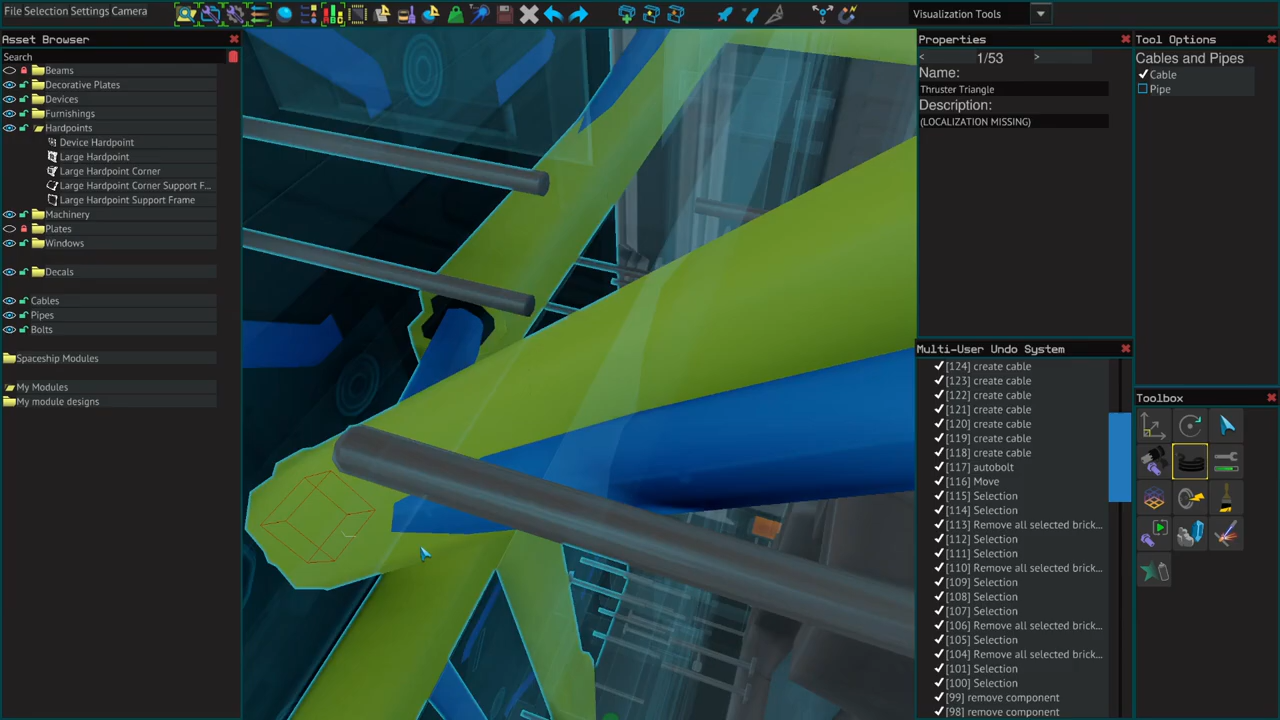 File Selection Settings Camera
Visualization Tools
Asset Browser
Search
Beams
Decorative Plates
Devices
Furnishings
Hardpoints
Device Hardpoint
Large Hardpoint
Large Hardpoint Corner
Large Hardpoint Corner Support F...
Large Hardpoint Support Frame
Machinery
Plates
Windows
Decals
Cables
Pipes
Bolts
Spaceship Modules
My Modules
My module designs
Properties
< 1/53 >
Name:
Thruster Triangle
Description:
(LOCALIZATION MISSING)
Multi-User Undo System
[124] create cable
[123] create cable
[122] create cable
[121] create cable
[120] create cable
[119] create cable
[118] create cable
[117] autobolt
[116] Move
[115] Selection
[114] Selection
[113] Remove all selected brick...
[112] Selection
[111] Selection
[110] Remove all selected brick...
[109] Selection
[108] Selection
[107] Selection
[106] Remove all selected brick...
[105] Selection
[104] Remove all selected brick...
[101] Selection
[100] Selection
[99] remove component
[98] remove component
Tool Options
Cables and Pipes
Cable
Pipe
Toolbox